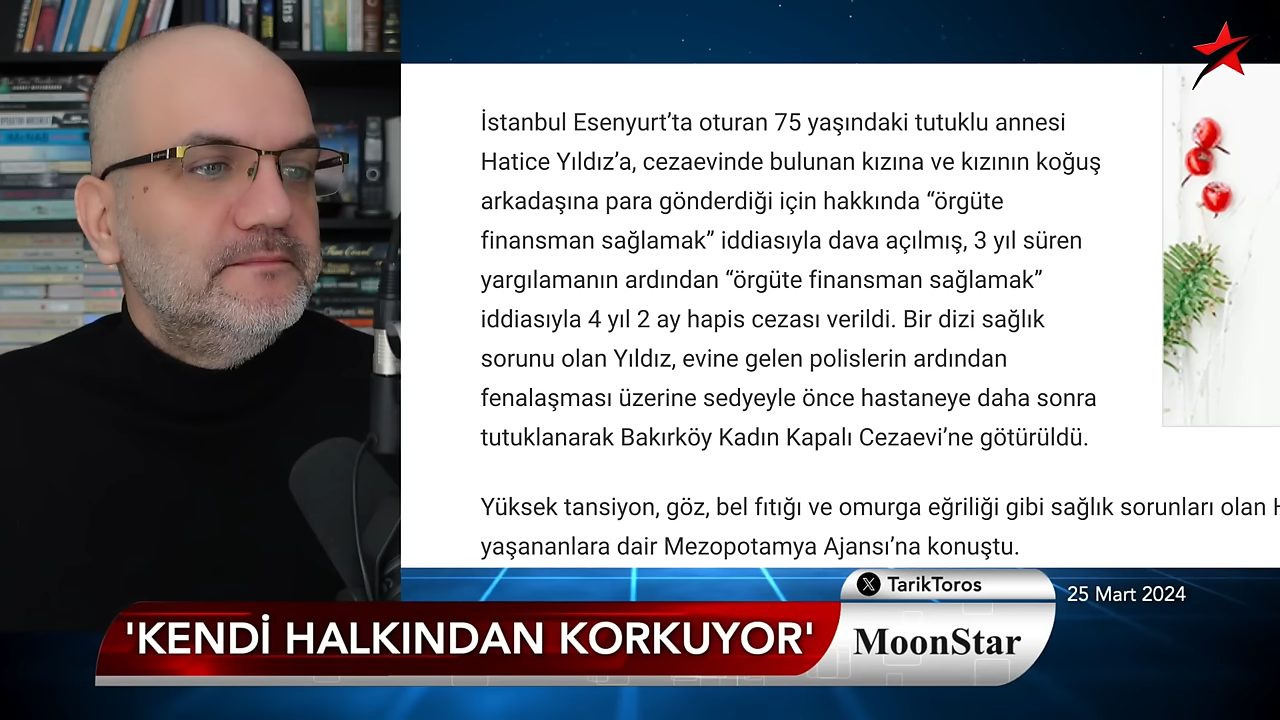 İstanbul Esenyurt’ta oturan 75 yaşındaki tutuklu annesi
Hatice Yıldız’a, cezaevinde bulunan kızına ve kızının koğuş
arkadaşına para gönderdiği için hakkında “örgüte
finansman sağlamak” iddiasıyla dava açılmış, 3 yıl süren
yargılamanın ardından “örgüte finansman sağlamak”
iddiasıyla 4 yıl 2 ay hapis cezası verildi. Bir dizi sağlık
sorunu olan Yıldız, evine gelen polislerin ardından
fenalaşması üzerine sedyeyle önce hastaneye daha sonra
tutuklanarak Bakırköy Kadın Kapalı Cezaevi’ne götürüldü.
Yüksek tansiyon, göz, bel fıtığı ve omurga eğriliği gibi sağlık sorunları olan
yaşananlara dair Mezopotamya Ajansı’na konuştu.
TarikToros
25 Mart 2024
'KENDİ HALKINDAN KORKUYOR'
MoonStar